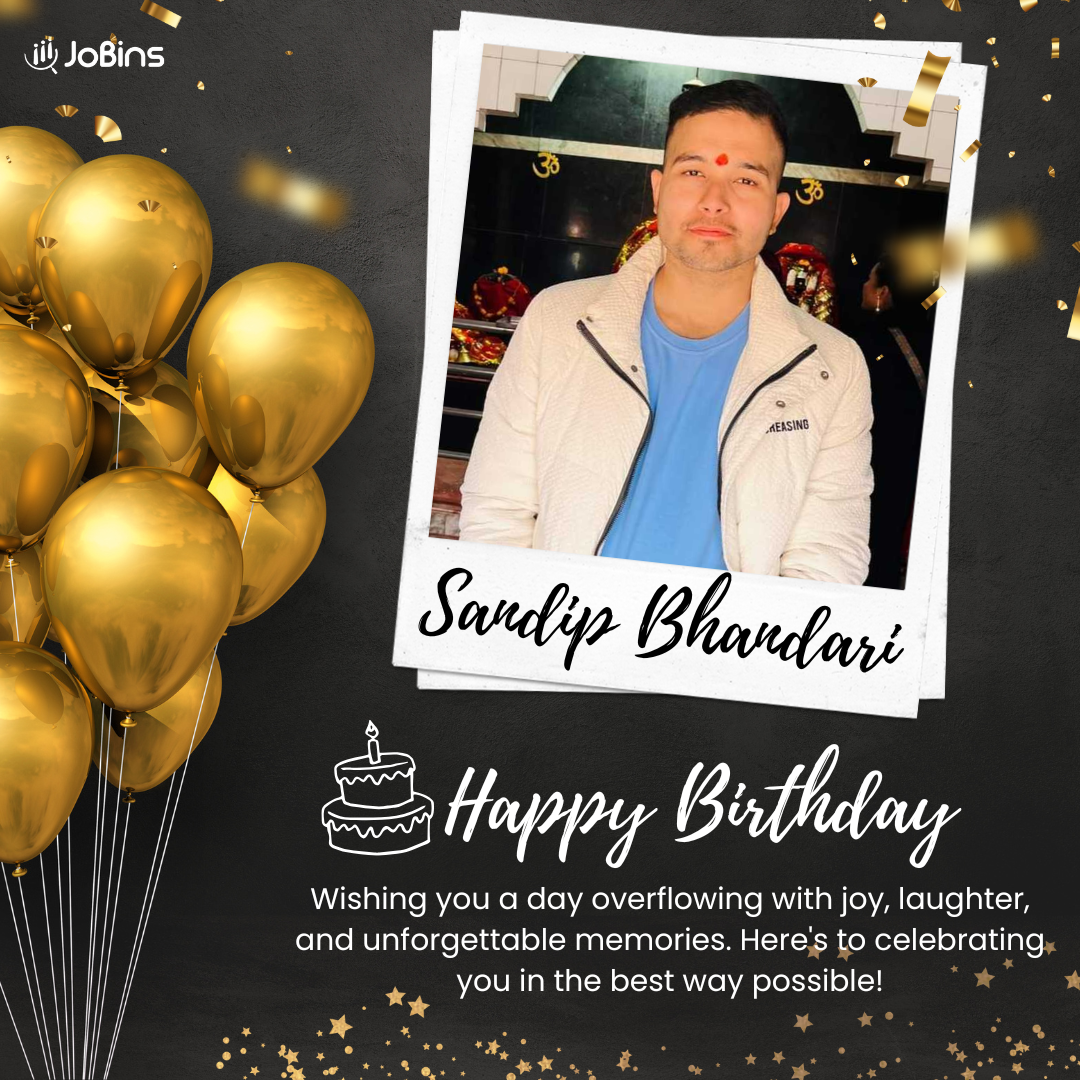 JoBins
ॐ
ॐ
Sandip Bhandari
Happy Birthday
Wishing you a day overflowing with joy, laughter,
and unforgettable memories. Here's to celebrating
you in the best way possible!